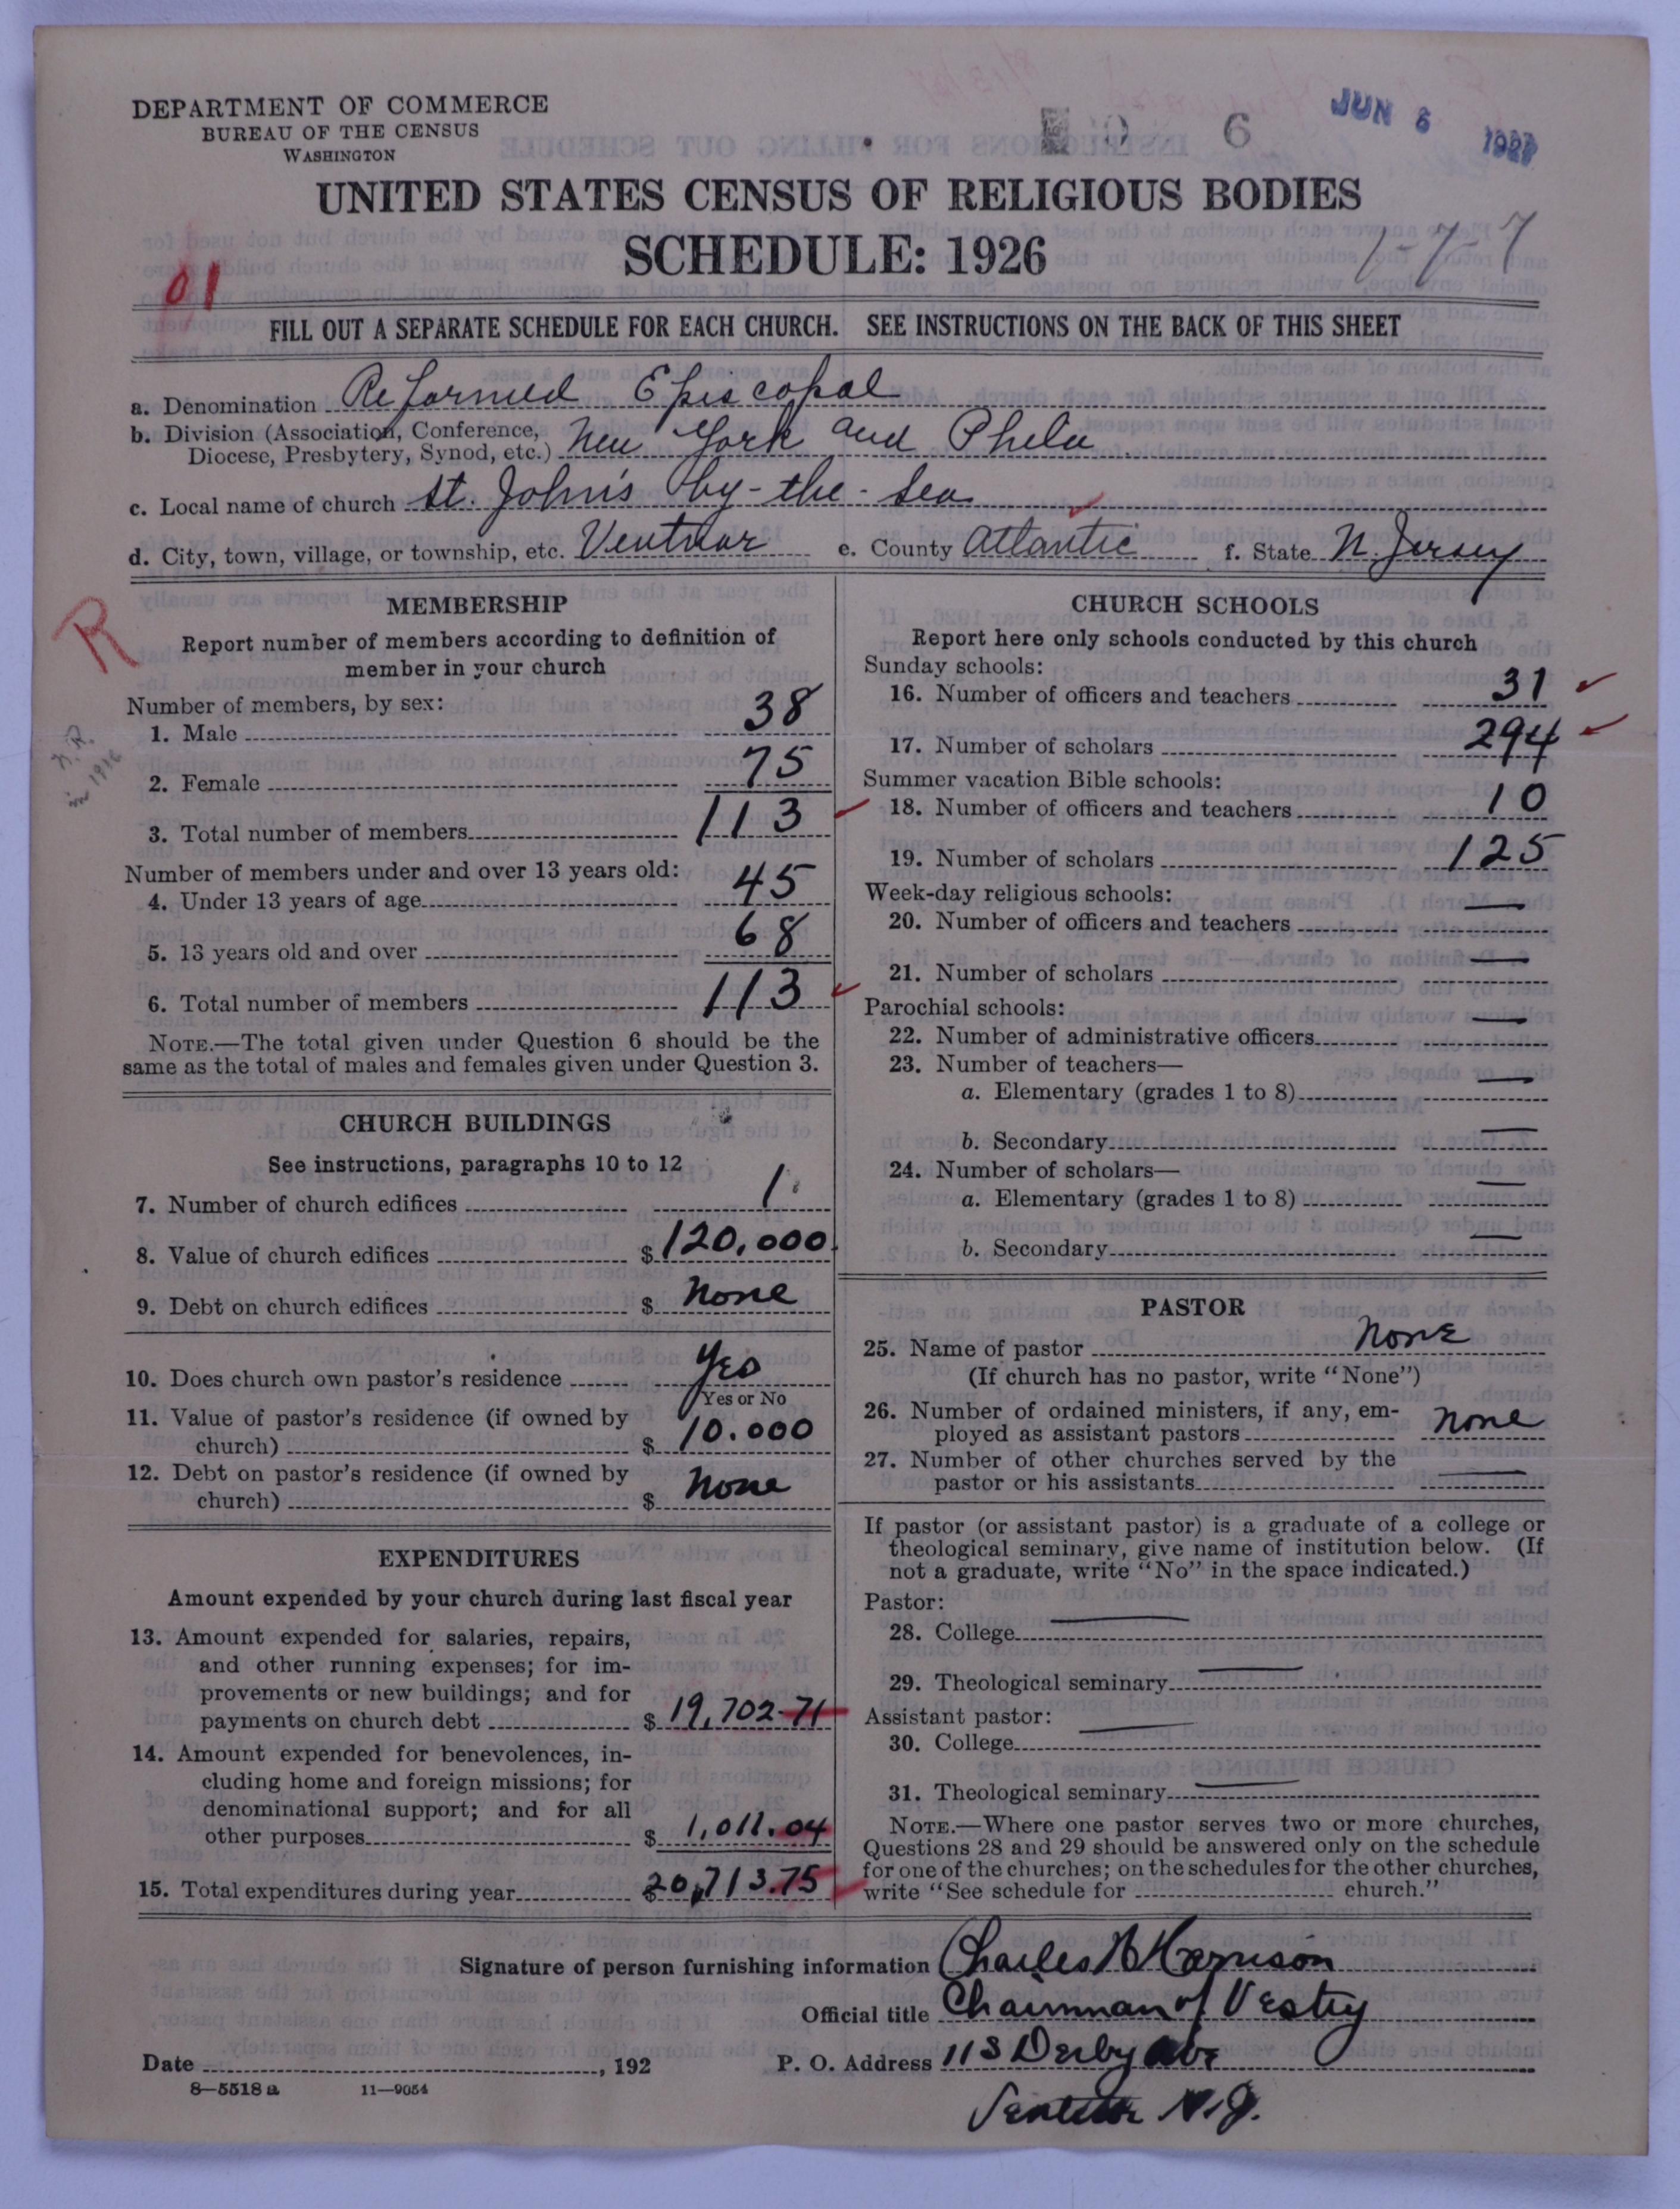 DEPARTMENT OF COMMERCE
BUREAU OF THE CENSUS
WASHINGTON
6
JUN 6 1927
UNITED STATES CENSUS OF RELIGIOUS BODIES
SCHEDULE: 1926
1-7-7
01
FILL OUT A SEPARATE SCHEDULE FOR EACH CHURCH. SEE INSTRUCTIONS ON THE BACK OF THIS SHEET
a. Denomination Reformed Episcopal
b. Division (Association, Conference,
Diocese, Presbytery, Synod, etc.) New York and Phila
c. Local name of church St. John's by-the-Sea
d. City, town, village, or township, etc. Ventnor e. County Atlantic f. State N. Jersey
R
in 1916
MEMBERSHIP
Report number of members according to definition of
member in your church
Number of members, by sex:
1. Male 38
2. Female 75
3. Total number of members 113
Number of members under and over 13 years old:
4. Under 13 years of age 45
5. 13 years old and over 68
6. Total number of members 113
NOTE.—The total given under Question 6 should be the
same as the total of males and females given under Question 3.
CHURCH BUILDINGS
See instructions, paragraphs 10 to 12
7. Number of church edifices 1
8. Value of church edifices $120,000
9. Debt on church edifices $ None
10. Does church own pastor's residence Yes
Yes or No
11. Value of pastor's residence (if owned by
church) $ 10.000
12. Debt on pastor's residence (if owned by
church) $ None
EXPENDITURES
Amount expended by your church during last fiscal year
13. Amount expended for salaries, repairs,
and other running expenses; for im-
provements or new buildings; and for
payments on church debt $ 19,702-71
14. Amount expended for benevolences, in-
cluding home and foreign missions; for
denominational support; and for all
other purposes $ 1,011.04
15. Total expenditures during year $20,713.75
CHURCH SCHOOLS
Report here only schools conducted by this church
Sunday schools:
16. Number of officers and teachers 31
17. Number of scholars 294
Summer vacation Bible schools:
18. Number of officers and teachers 10
19. Number of scholars 125
Week-day religious schools:
20. Number of officers and teachers —
21. Number of scholars —
Parochial schools:
22. Number of administrative officers —
23. Number of teachers—
a. Elementary (grades 1 to 8) —
b. Secondary —
24. Number of scholars—
a. Elementary (grades 1 to 8) —
b. Secondary —
PASTOR
25. Name of pastor None
(If church has no pastor, write "None")
26. Number of ordained ministers, if any, em-
ployed as assistant pastors None
27. Number of other churches served by the
pastor or his assistants —
If pastor (or assistant pastor) is a graduate of a college or
theological seminary, give name of institution below. (If
not a graduate, write "No" in the space indicated.)
Pastor:
28. College —
29. Theological seminary —
Assistant pastor:
30. College —
31. Theological seminary —
NOTE.—Where one pastor serves two or more churches,
Questions 28 and 29 should be answered only on the schedule
for one of the churches; on the schedules for the other churches,
write "See schedule for church."
Signature of person furnishing information Charles N Harrison
Official title Chairman of Vestry
Date , 192
P. O. Address 113 Derby Ave
N.J.
8—5518 a 11—9054